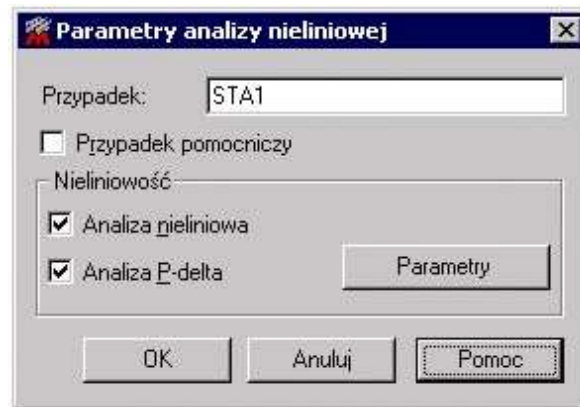 Parametry analizy nieliniowej
Przypadek: STA1
Przypadek pomocniczy
Nieliniowość
Analiza nieliniowa
Analiza P-delta
Parametry
OK Anuluj Pomoc